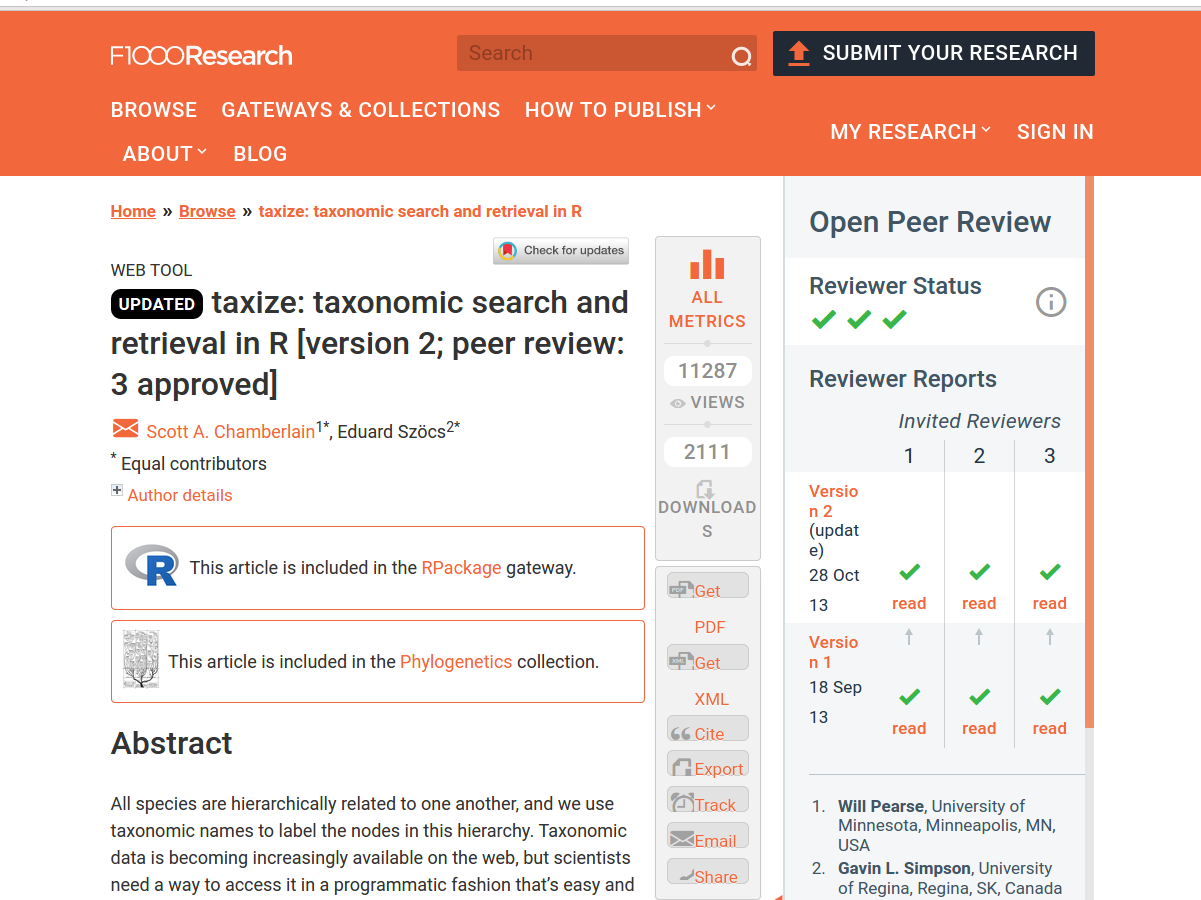 F1000Research
Search
SUBMIT YOUR RESEARCH
BROWSE GATEWAYS & COLLECTIONS HOW TO PUBLISH
MY RESEARCH SIGN IN
ABOUT BLOG
Home » Browse » taxize: taxonomic search and retrieval in R
Check for updates
WEB TOOL
UPDATED taxize: taxonomic search and
retrieval in R [version 2; peer review:
3 approved]
Scott A. Chamberlain1*, Eduard Szöcs2*
* Equal contributors
Author details
R This article is included in the RPackage gateway.
This article is included in the Phylogenetics collection.
Abstract
All species are hierarchically related to one another, and we use
taxonomic names to label the nodes in this hierarchy. Taxonomic
data is becoming increasingly available on the web, but scientists
need a way to access it in a programmatic fashion that’s easy and
ALL
METRICS
11287
VIEWS
2111
DOWNLOAD
S
PDF Get
PDF
XML Get
XML
Cite
Export
Track
Email
Share
Open Peer Review
Reviewer Status
Reviewer Reports
Invited Reviewers
1 2 3
Versio
n 2
(updat
e)
28 Oct
13
read read read
Versio
n 1
18 Sep
13
read read read
1. Will Pearse, University of
Minnesota, Minneapolis, MN,
USA
2. Gavin L. Simpson, University
of Regina, Regina, SK, Canada